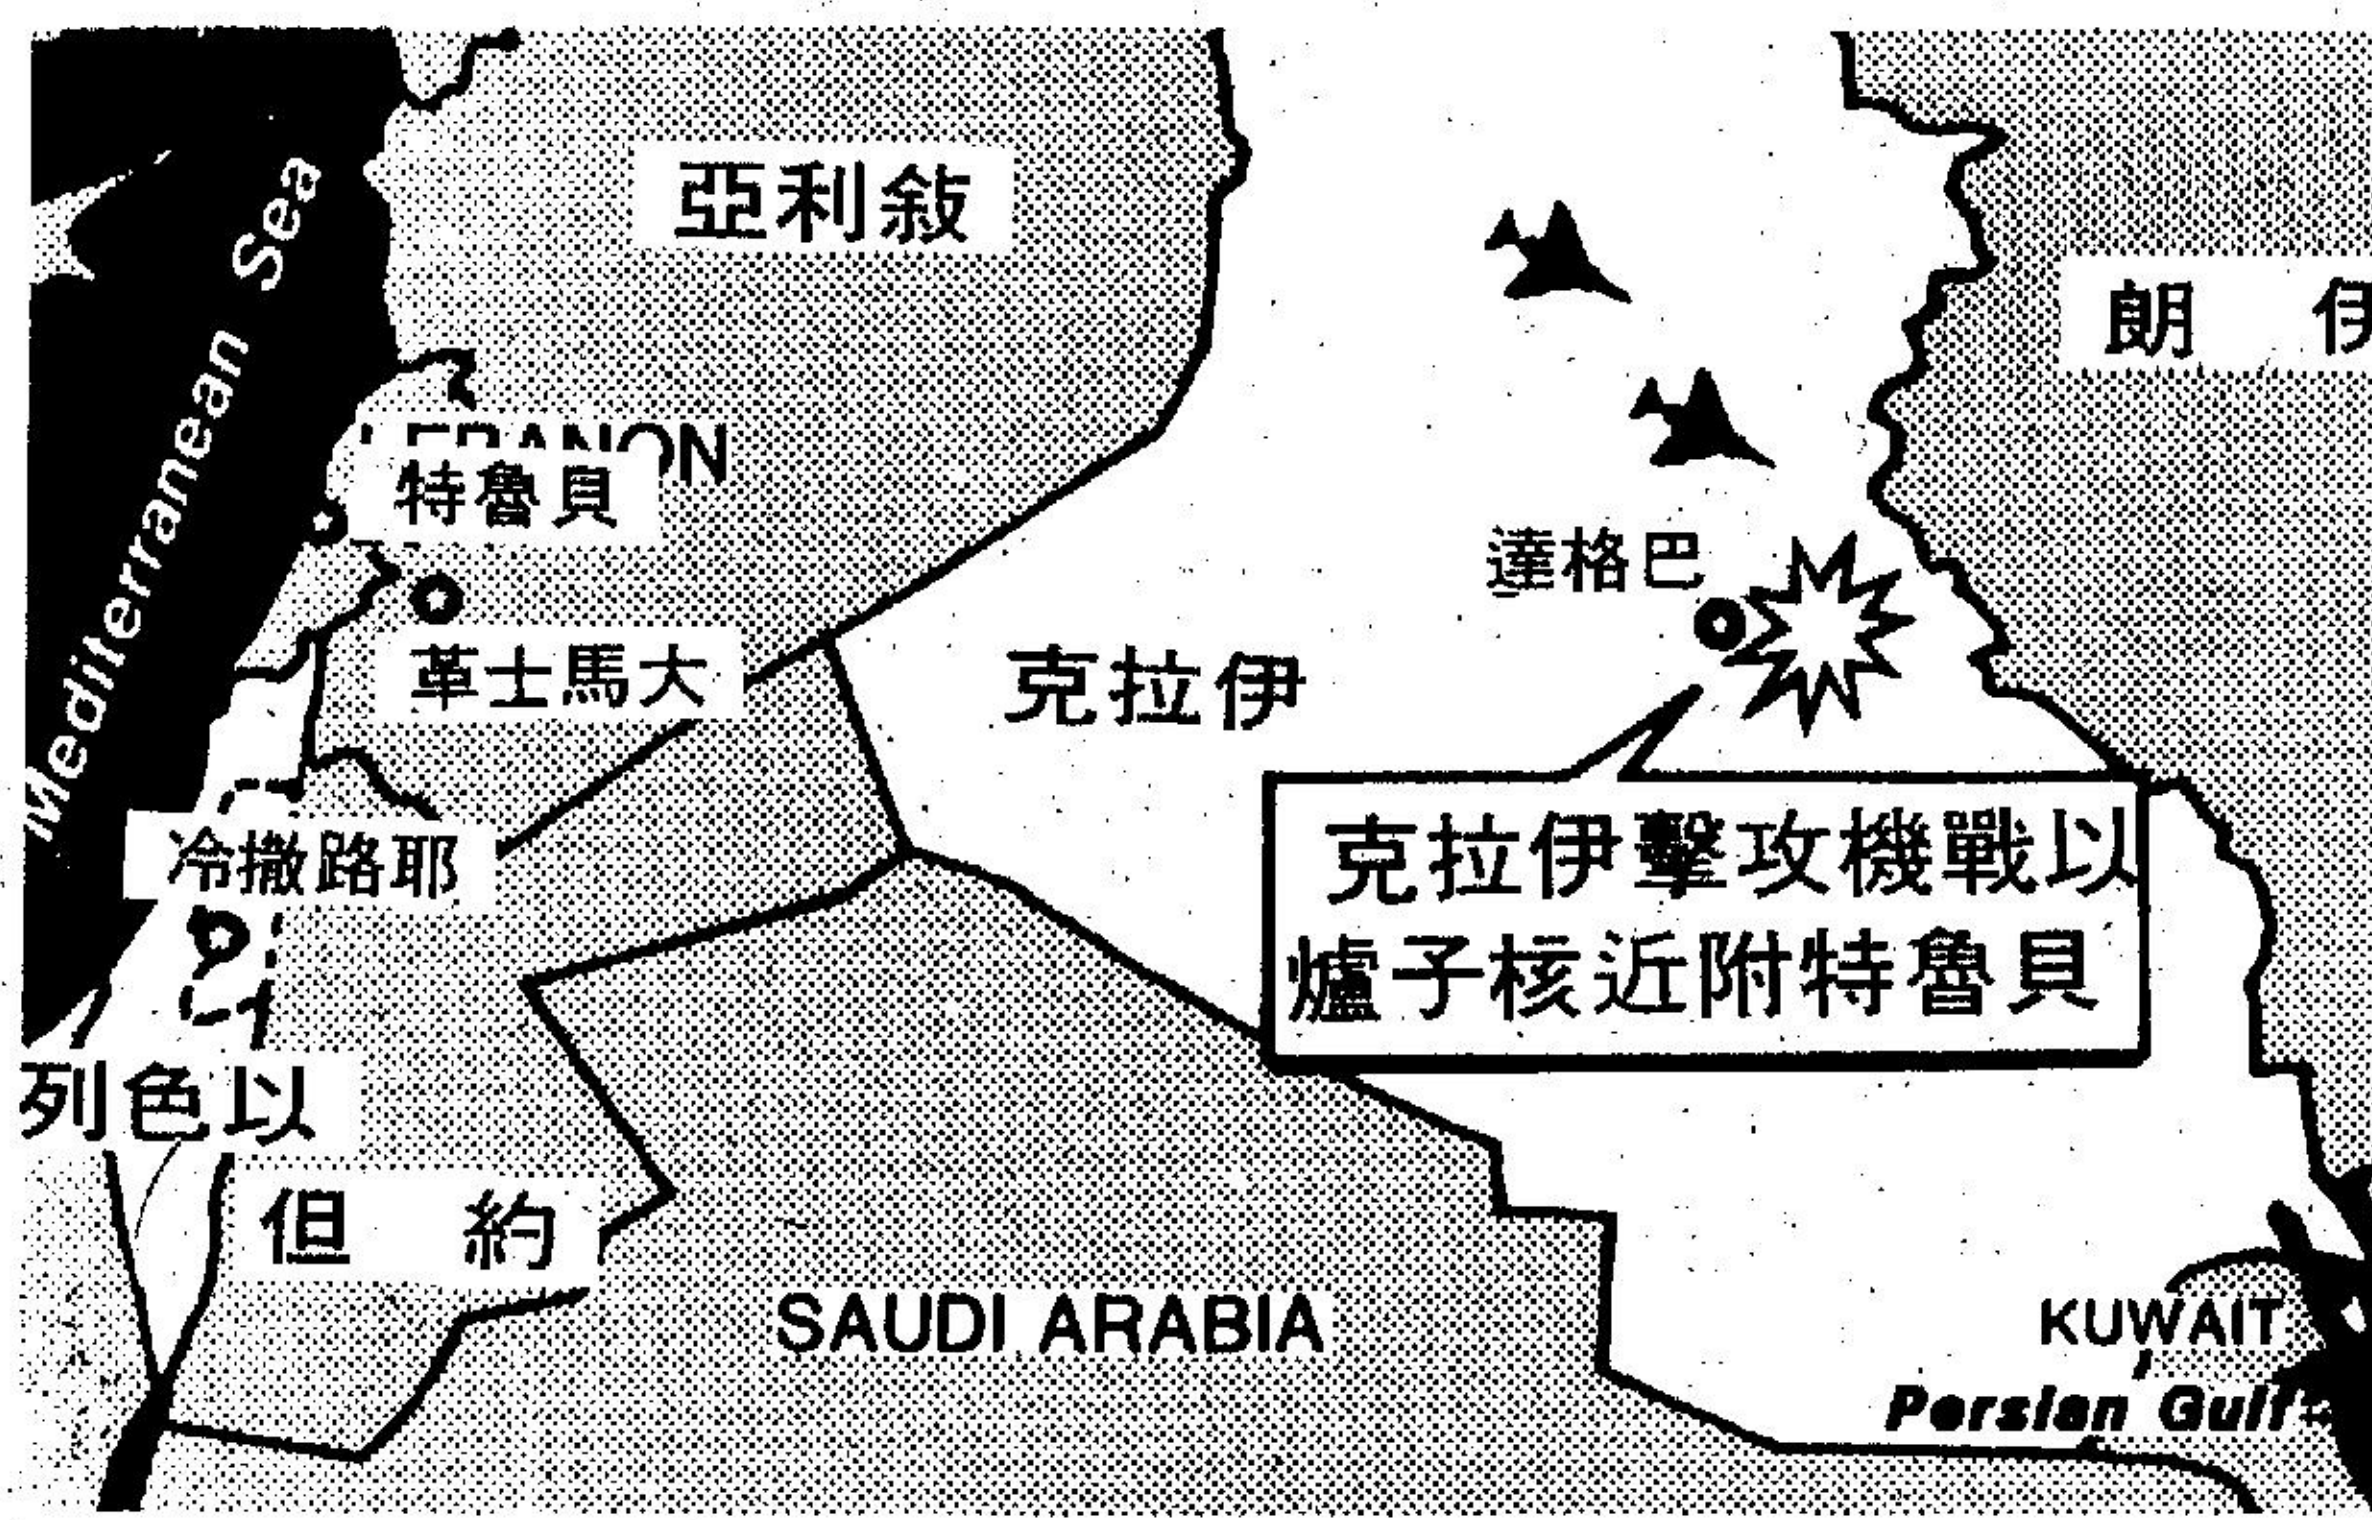 Mediterranean Sea
敘利亞
伊朗
LEBANON
貝魯特
巴格達
大馬士革
伊拉克
以戰機攻擊伊拉克
貝魯特附近核子爐
耶路撒冷
以色列
約但
SAUDI ARABIA
KUWAIT
Persian Gulf